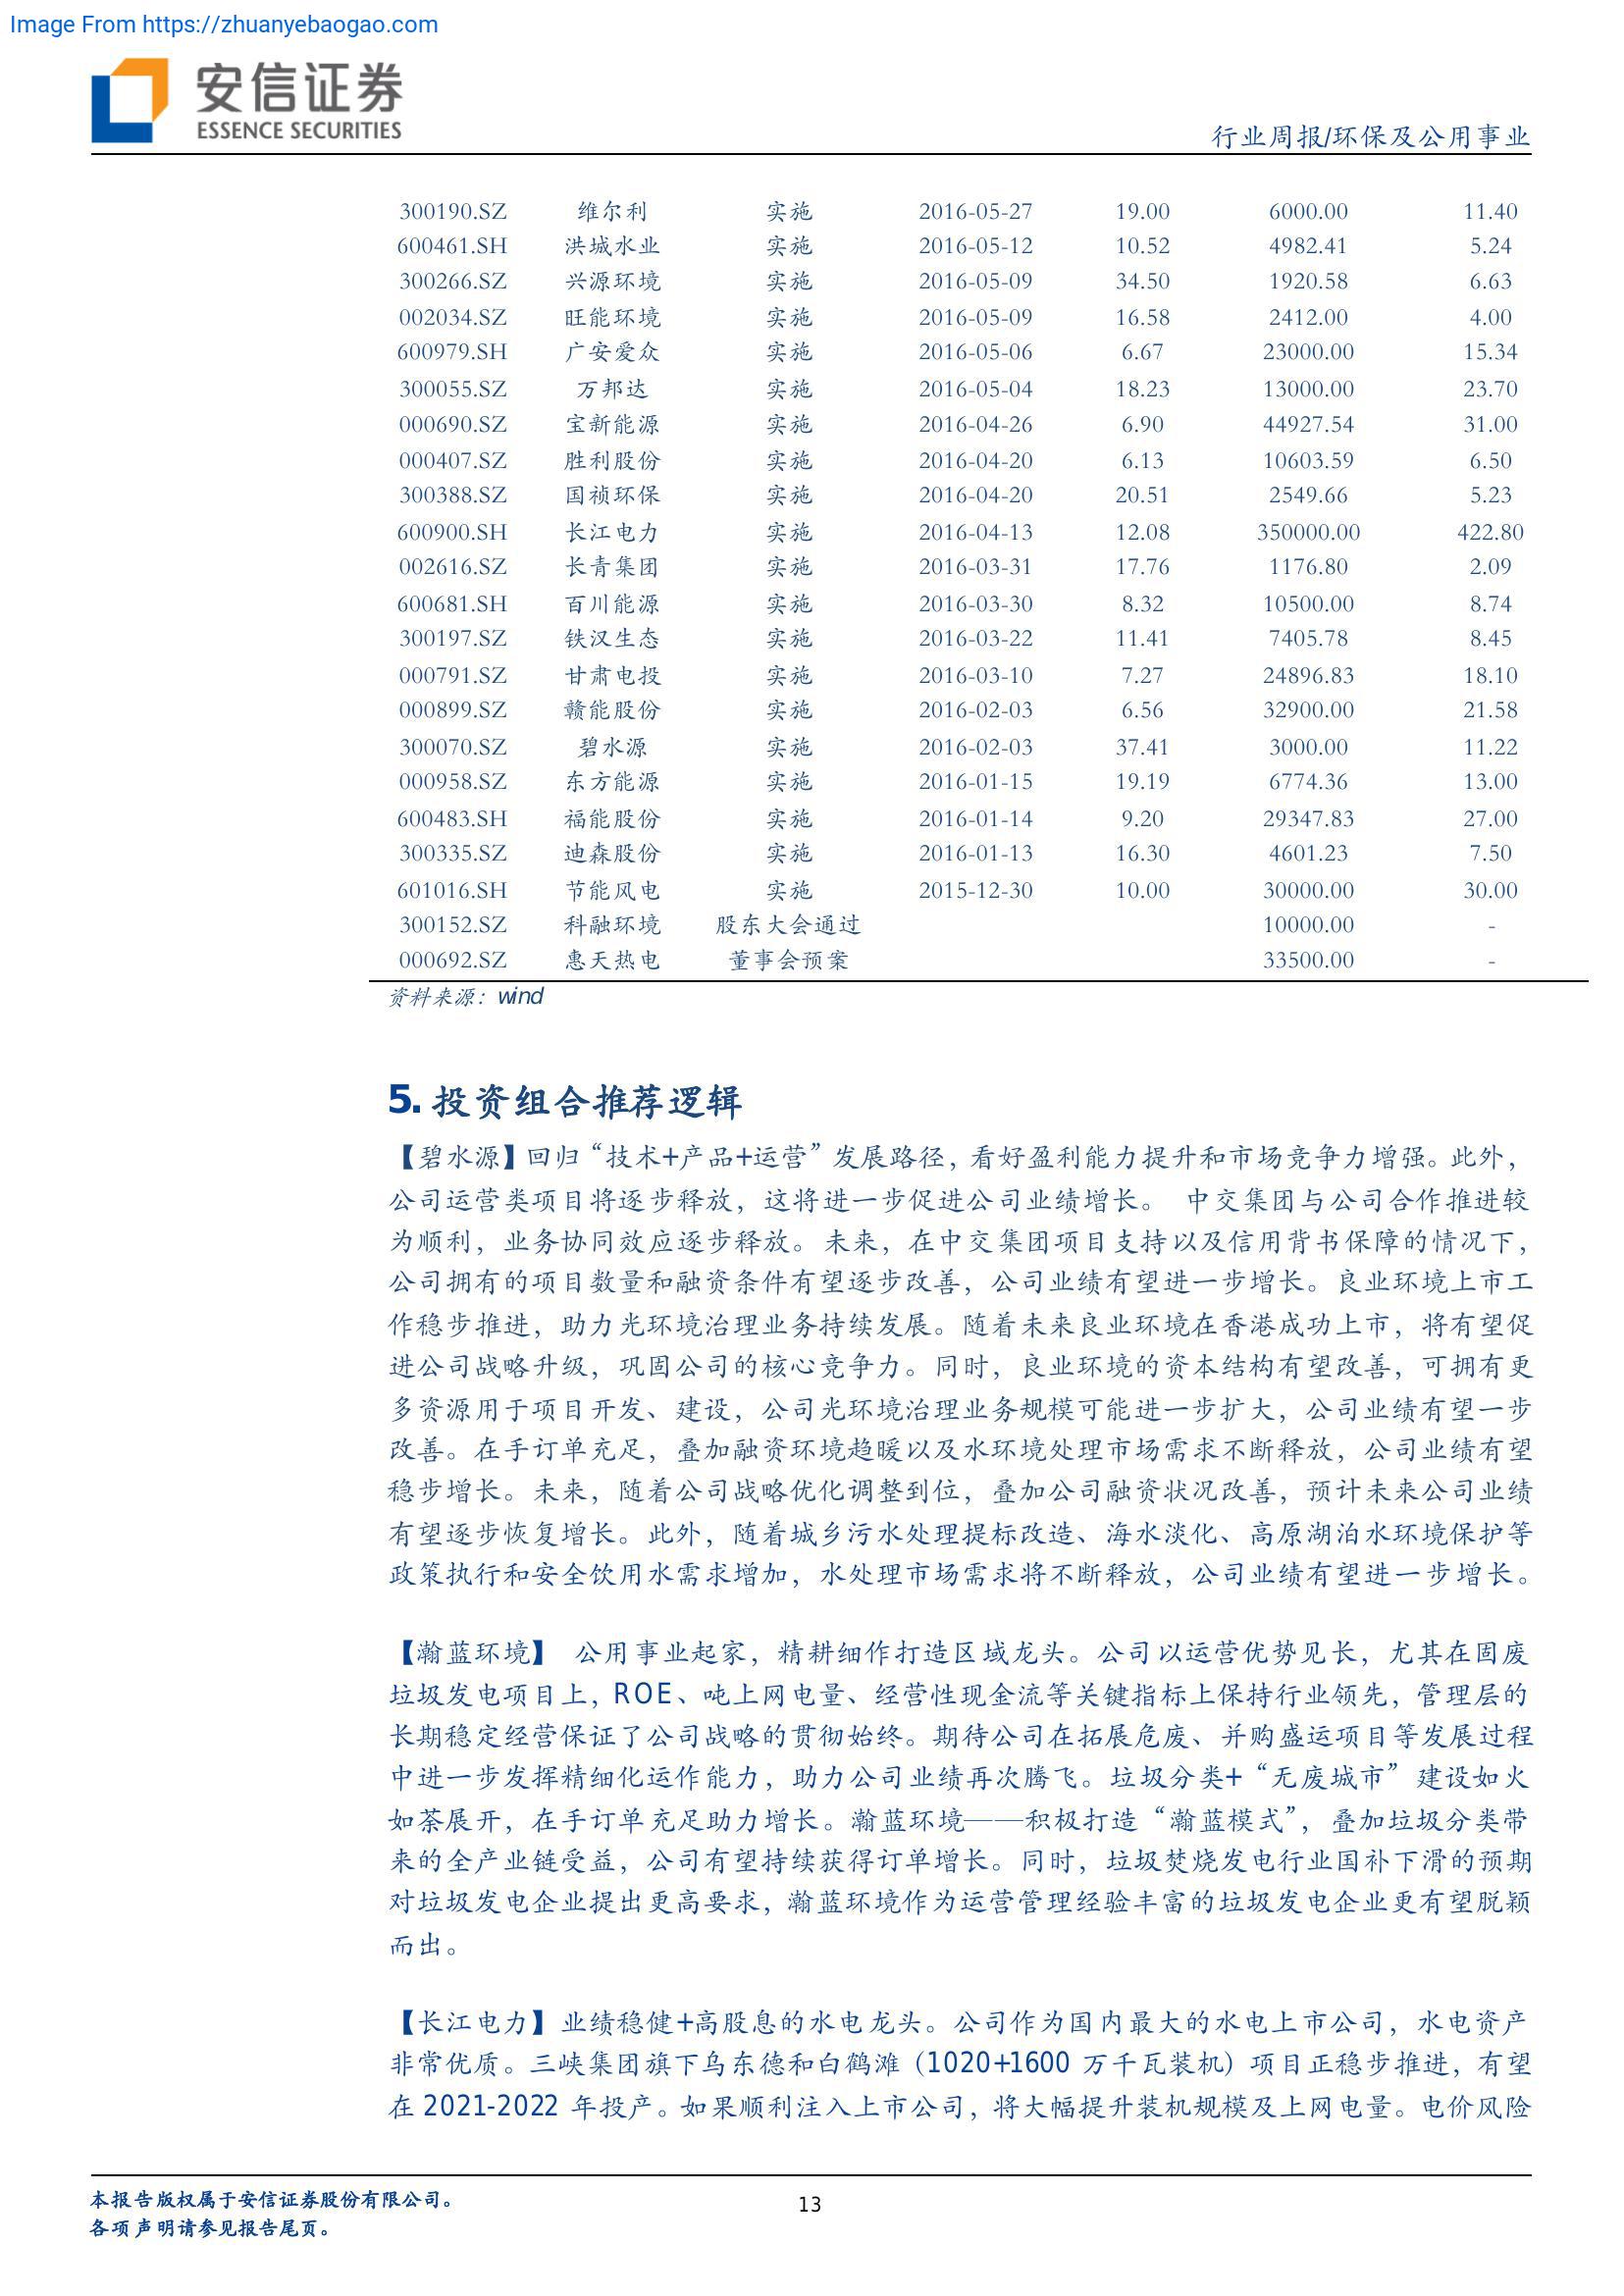 Image From https://zhuanyebaogao.com
安信证券
ESSENCE SECURITIES
行业周报/环保及公用事业
300190.SZ 维尔利 实施 2016-05-27 19.00 6000.00 11.40
600461.SH 洪城水业 实施 2016-05-12 10.52 4982.41 5.24
300266.SZ 兴源环境 实施 2016-05-09 34.50 1920.58 6.63
002034.SZ 旺能环境 实施 2016-05-09 16.58 2412.00 4.00
600979.SH 广安爱众 实施 2016-05-06 6.67 23000.00 15.34
300055.SZ 万邦达 实施 2016-05-04 18.23 13000.00 23.70
000690.SZ 宝新能源 实施 2016-04-26 6.90 44927.54 31.00
000407.SZ 胜利股份 实施 2016-04-20 6.13 10603.59 6.50
300388.SZ 国祯环保 实施 2016-04-20 20.51 2549.66 5.23
600900.SH 长江电力 实施 2016-04-13 12.08 350000.00 422.80
002616.SZ 长青集团 实施 2016-03-31 17.76 1176.80 2.09
600681.SH 百川能源 实施 2016-03-30 8.32 10500.00 8.74
300197.SZ 铁汉生态 实施 2016-03-22 11.41 7405.78 8.45
000791.SZ 甘肃电投 实施 2016-03-10 7.27 24896.83 18.10
000899.SZ 赣能股份 实施 2016-02-03 6.56 32900.00 21.58
300070.SZ 碧水源 实施 2016-02-03 37.41 3000.00 11.22
000958.SZ 东方能源 实施 2016-01-15 19.19 6774.36 13.00
600483.SH 福能股份 实施 2016-01-14 9.20 29347.83 27.00
300335.SZ 迪森股份 实施 2016-01-13 16.30 4601.23 7.50
601016.SH 节能风电 实施 2015-12-30 10.00 30000.00 30.00
300152.SZ 科融环境 股东大会通过 10000.00 -
000692.SZ 惠天热电 董事会预案 33500.00 -
资料来源：wind
5. 投资组合推荐逻辑
【碧水源】回归“技术+产品+运营”发展路径，看好盈利能力提升和市场竞争力增强。此外，
公司运营类项目将逐步释放，这将进一步促进公司业绩增长。 中交集团与公司合作推进较
为顺利，业务协同效应逐步释放。未来，在中交集团项目支持以及信用背书保障的情况下，
公司拥有的项目数量和融资条件有望逐步改善，公司业绩有望进一步增长。良业环境上市工
作稳步推进，助力光环境治理业务持续发展。随着未来良业环境在香港成功上市，将有望促
进公司战略升级，巩固公司的核心竞争力。同时，良业环境的资本结构有望改善，可拥有更
多资源用于项目开发、建设，公司光环境治理业务规模可能进一步扩大，公司业绩有望一步
改善。在手订单充足，叠加融资环境趋暖以及水环境处理市场需求不断释放，公司业绩有望
稳步增长。未来，随着公司战略优化调整到位，叠加公司融资状况改善，预计未来公司业绩
有望逐步恢复增长。此外，随着城乡污水处理提标改造、海水淡化、高原湖泊水环境保护等
政策执行和安全饮用水需求增加，水处理市场需求将不断释放，公司业绩有望进一步增长。
【瀚蓝环境】 公用事业起家，精耕细作打造区域龙头。公司以运营优势见长，尤其在固废
垃圾发电项目上，ROE、吨上网电量、经营性现金流等关键指标上保持行业领先，管理层的
长期稳定经营保证了公司战略的贯彻始终。期待公司在拓展危废、并购盛运项目等发展过程
中进一步发挥精细化运作能力，助力公司业绩再次腾飞。垃圾分类+“无废城市”建设如火
如荼展开，在手订单充足助力增长。瀚蓝环境——积极打造“瀚蓝模式”，叠加垃圾分类带
来的全产业链受益，公司有望持续获得订单增长。同时，垃圾焚烧发电行业国补下滑的预期
对垃圾发电企业提出更高要求，瀚蓝环境作为运营管理经验丰富的垃圾发电企业更有望脱颖
而出。
【长江电力】业绩稳健+高股息的水电龙头。公司作为国内最大的水电上市公司，水电资产
非常优质。三峡集团旗下乌东德和白鹤滩（1020+1600 万千瓦装机）项目正稳步推进，有望
在 2021-2022 年投产。如果顺利注入上市公司，将大幅提升装机规模及上网电量。电价风险
本报告版权属于安信证券股份有限公司。
13
各项声明请参见报告尾页。